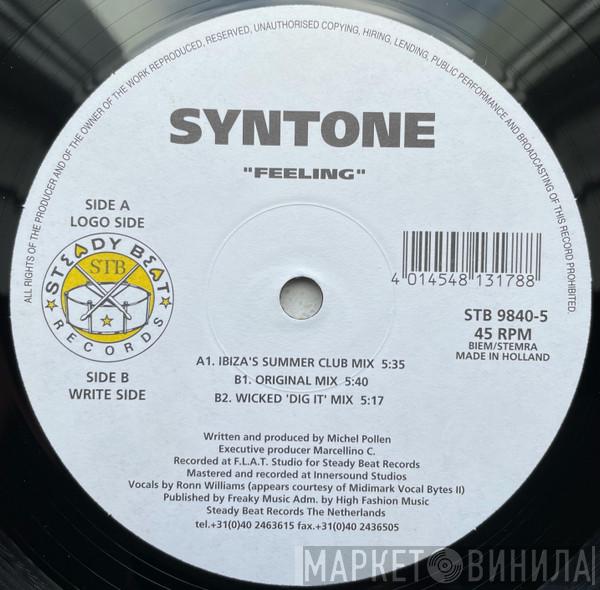 ALL RIGHTS OF THE PRODUCER AND OF THE OWNER OF THE WORK REPRODUCED, RESERVED, UNAUTHORISED COPYING, HIRING, LENDING, PUBLIC PERFORMANCE AND BROADCASTING OF THIS RECORD PROHIBITED.
SYNTONE
"FEELING"
SIDE A
LOGO SIDE
STEADY BEAT
STB
RECORDS
SIDE B
WRITE SIDE
4 014548 131788
STB 9840-5
45 RPM
BIEM/STEMRA
MADE IN HOLLAND
A1. IBIZA'S SUMMER CLUB MIX 5:35
B1. ORIGINAL MIX 5:40
B2. WICKED 'DIG IT' MIX 5:17
Written and produced by Michel Pollen
Executive producer Marcellino C.
Recorded at F.L.A.T. Studio for Steady Beat Records
Mastered and recorded at Innersound Studios
Vocals by Ronn Williams (appears courtesy of Midimark Vocal Bytes II)
Published by Freaky Music Adm. by High Fashion Music
Steady Beat Records The Netherlands
tel.+31(0)40 2463615 fax.+31(0)40 2436505
МАРКЕТ ВИНИЛА